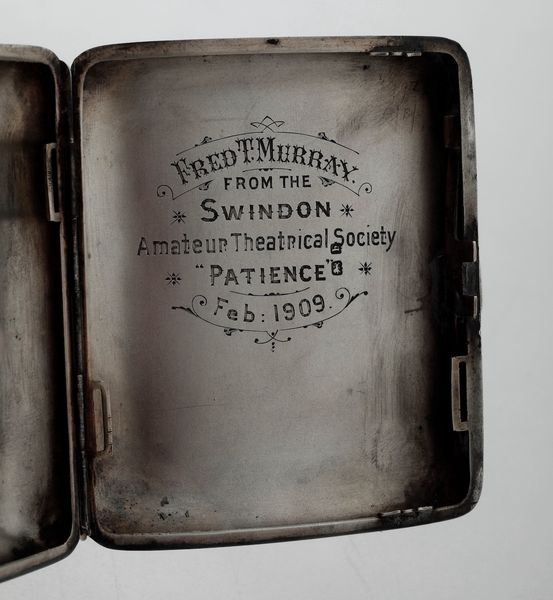 FRED T. MURRAY.
FROM THE
SWINDON
Amateur Theatrical Society
"PATIENCE"
Feb: 1909.